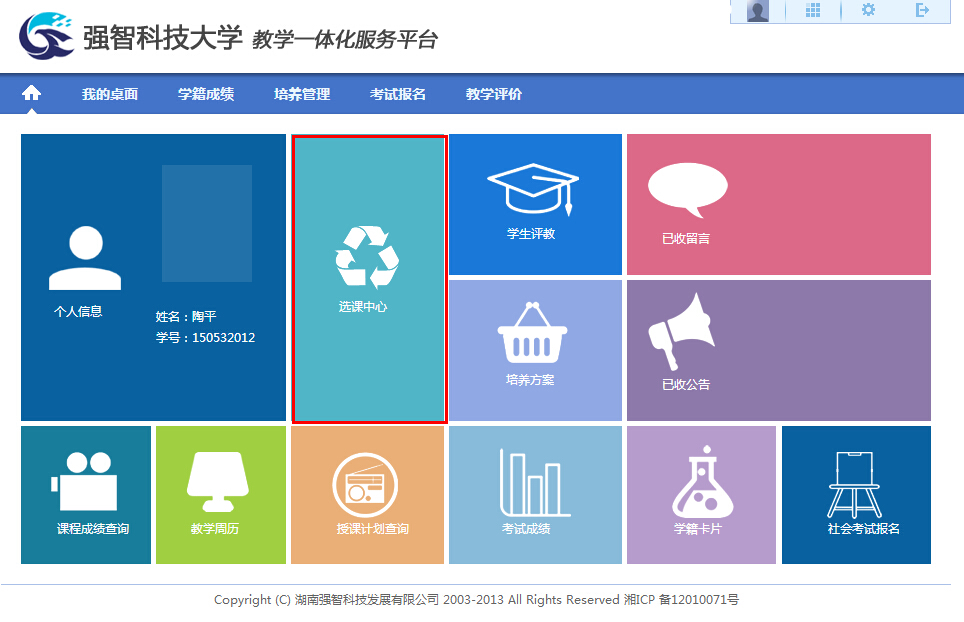 强智科技大学 教学一体化服务平台
我的桌面 学籍成绩 培养管理 考试报名 教学评价
个人信息
姓名：陶平
学号：150532012
选课中心
学生评教
已收留言
培养方案
已收公告
课程成绩查询
教学周历
授课计划查询
考试成绩
学籍卡片
社会考试报名
Copyright (C) 湖南强智科技发展有限公司 2003-2013 All Rights Reserved 湘ICP 备12010071号